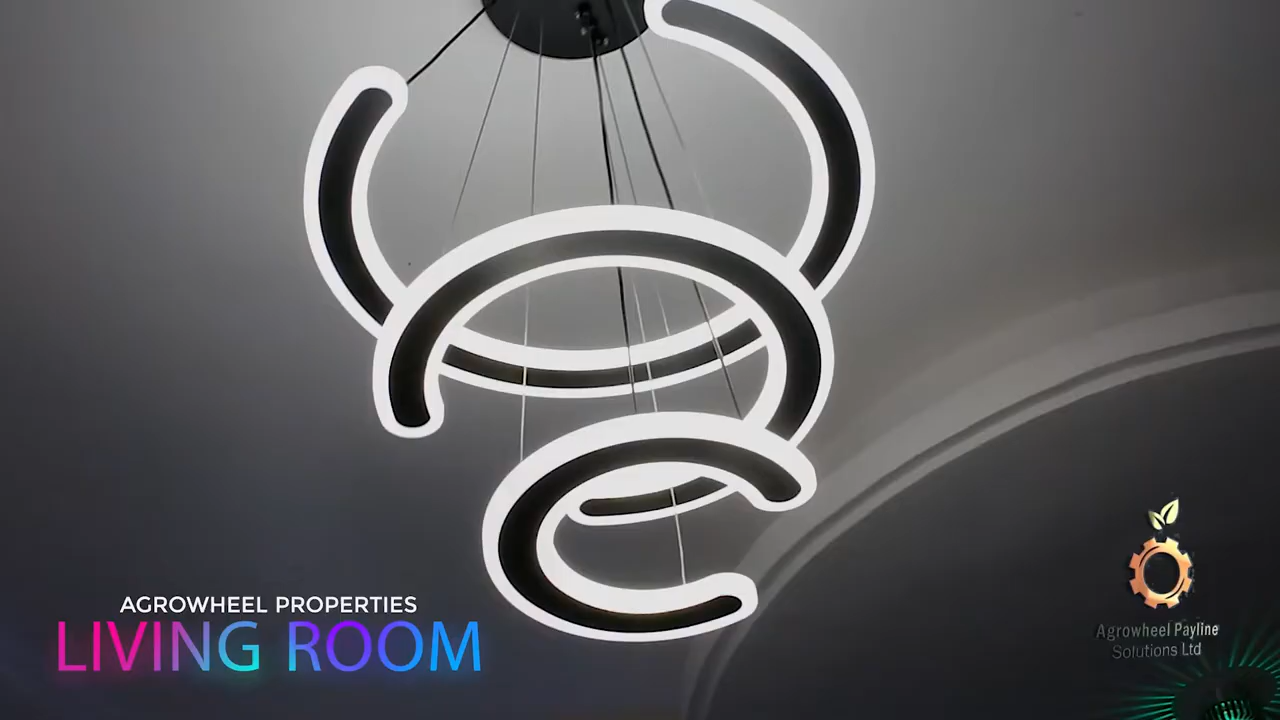 AGROWHEEL PROPERTIES
LIVING ROOM
Agrowheel Payline
Solutions Ltd